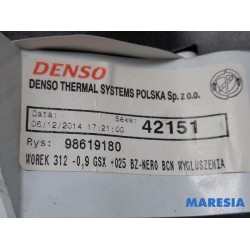 DENSO
DENSO THERMAL SYSTEMS POLSKA Sp. z o.o.
Data: Sekw:
06/12/2014 17:21:00 42151
Rys: 98619180
WOREK 312 -0,9 GSX +025 BZ-NERO BCN WYGLUSZENIA
MARESIA